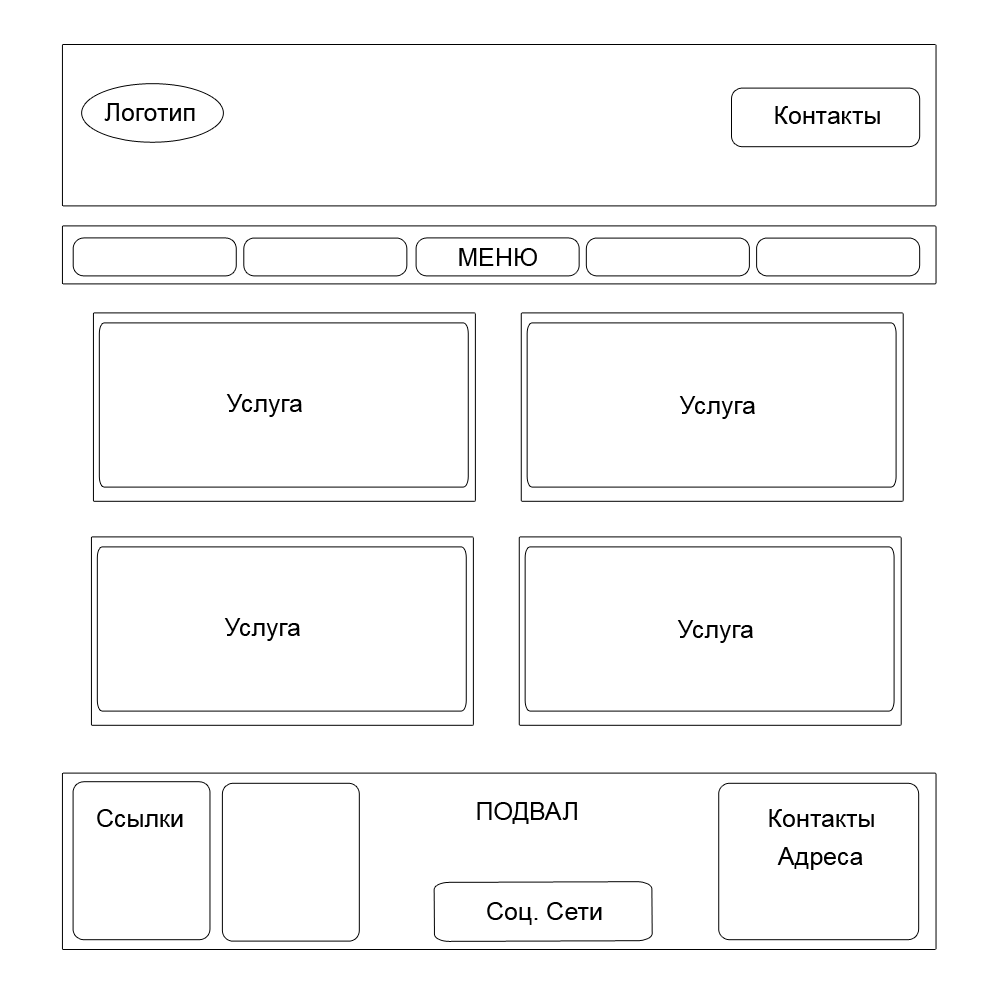 Логотип
Контакты
МЕНЮ
Услуга
Услуга
Услуга
Услуга
Ссылки
ПОДВАЛ
Соц. Сети
Контакты
Адреса